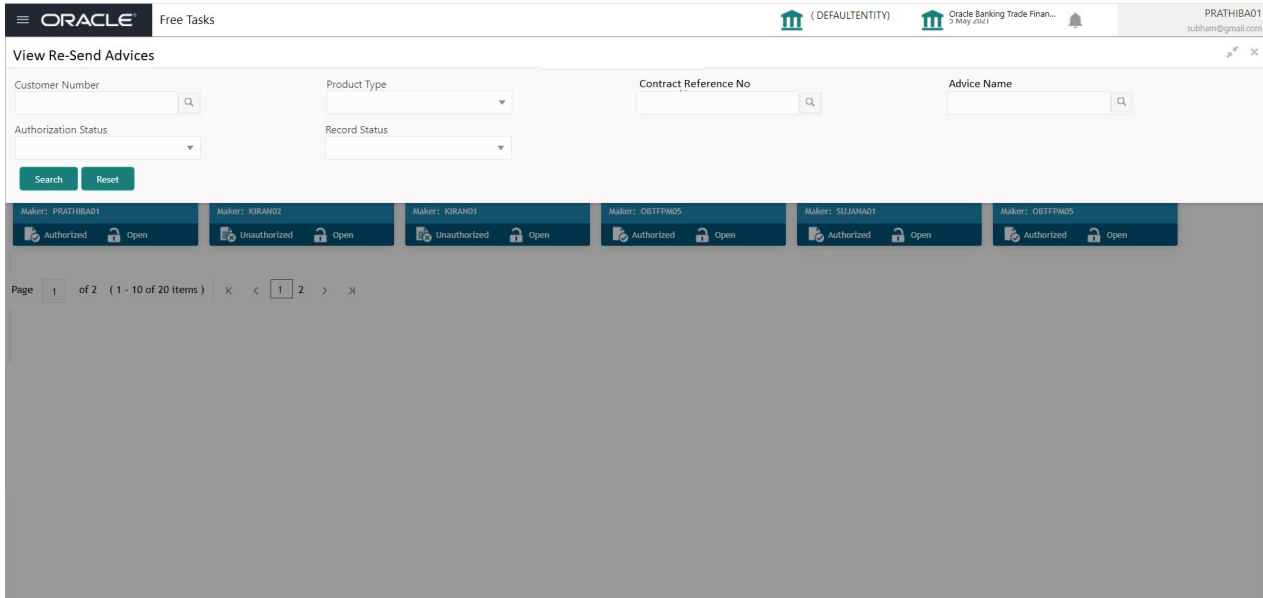 ORACLE Free Tasks ( DEFAULTENTITY) Oracle Banking Trade Finan... PRATHIBA01
5 May 2021 subham@gmail.com
View Re-Send Advices
Customer Number Product Type Contract Reference No Advice Name
Authorization Status Record Status
Search Reset
Maker: PRATHIBA01 Maker: KIRAN02 Maker: KIRAN01 Maker: OBTFPM05 Maker: SUJANA01 Maker: OBTFPM05
Authorized Open Unauthorized Open Unauthorized Open Authorized Open Authorized Open Authorized Open
Page 1 of 2 ( 1 - 10 of 20 items ) 1 2